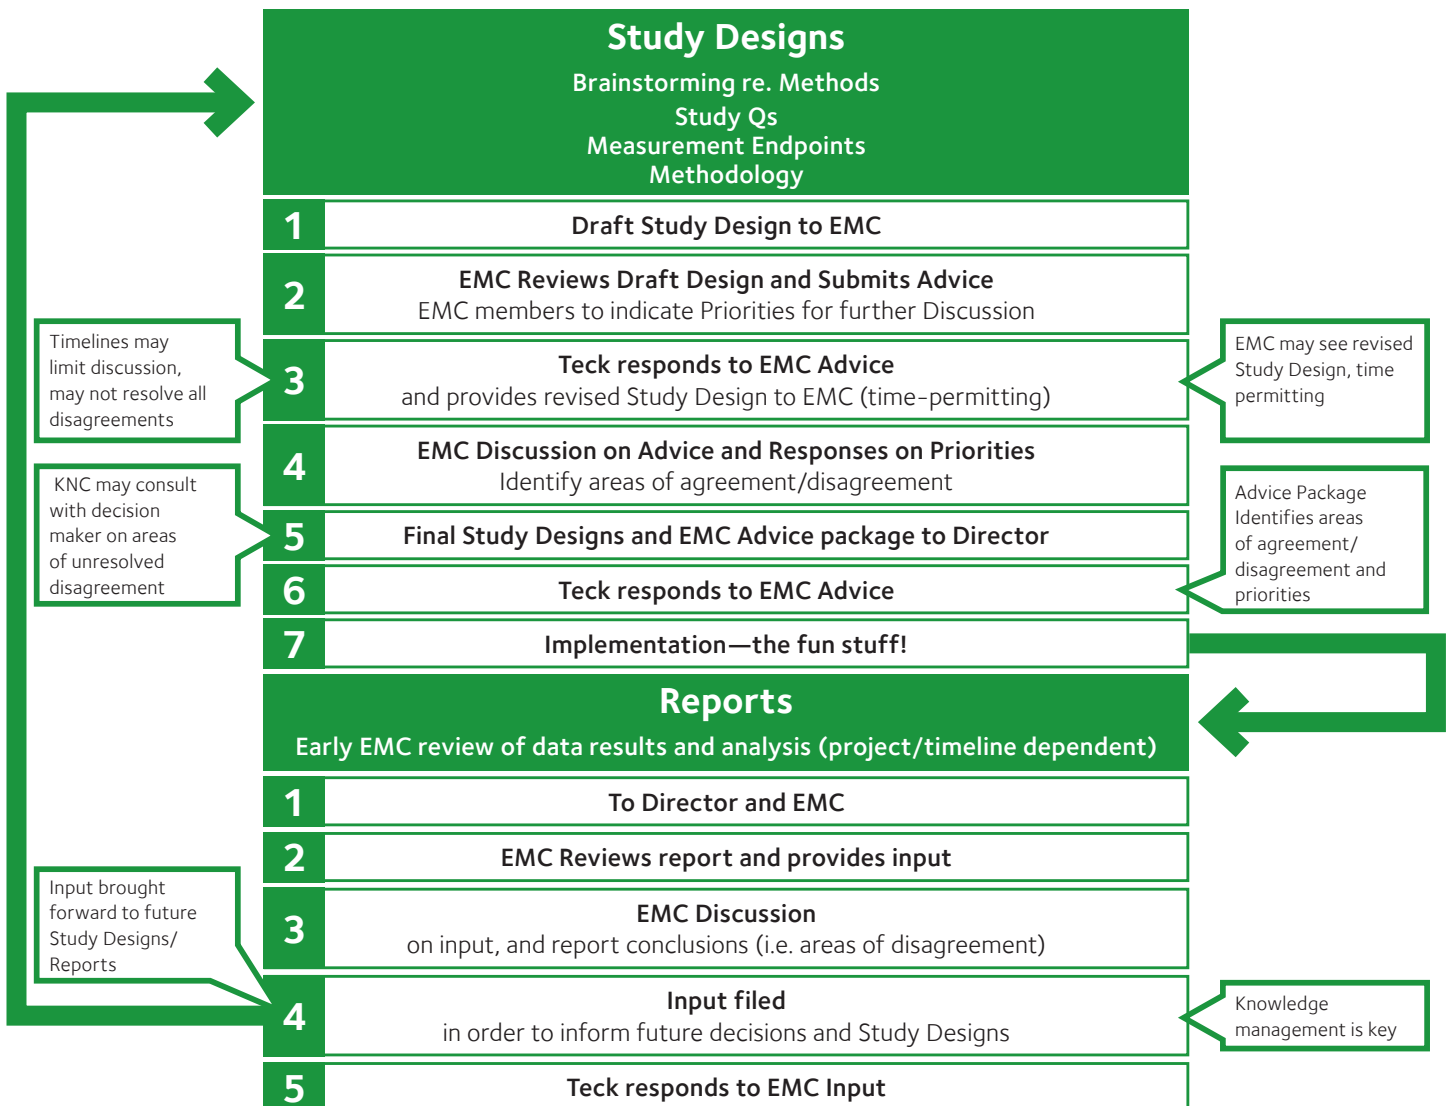 Study Designs
Brainstorming re. Methods
Study Qs
Measurement Endpoints
Methodology
1
Draft Study Design to EMC
2
EMC Reviews Draft Design and Submits Advice
EMC members to indicate Priorities for further Discussion
Timelines may
limit discussion,
may not resolve all
disagreements
3
Teck responds to EMC Advice
and provides revised Study Design to EMC (time-permitting)
EMC may see revised
Study Design, time
permitting
4
EMC Discussion on Advice and Responses on Priorities
Identify areas of agreement/disagreement
KNC may consult
with decision
maker on areas
of unresolved
disagreement
5
Final Study Designs and EMC Advice package to Director
Advice Package
Identifies areas
of agreement/
disagreement and
priorities
6
Teck responds to EMC Advice
7
Implementation—the fun stuff!
Reports
Early EMC review of data results and analysis (project/timeline dependent)
1
To Director and EMC
2
EMC Reviews report and provides input
Input brought
forward to future
Study Designs/
Reports
3
EMC Discussion
on input, and report conclusions (i.e. areas of disagreement)
4
Input filed
in order to inform future decisions and Study Designs
Knowledge
management is key
5
Teck responds to EMC Input